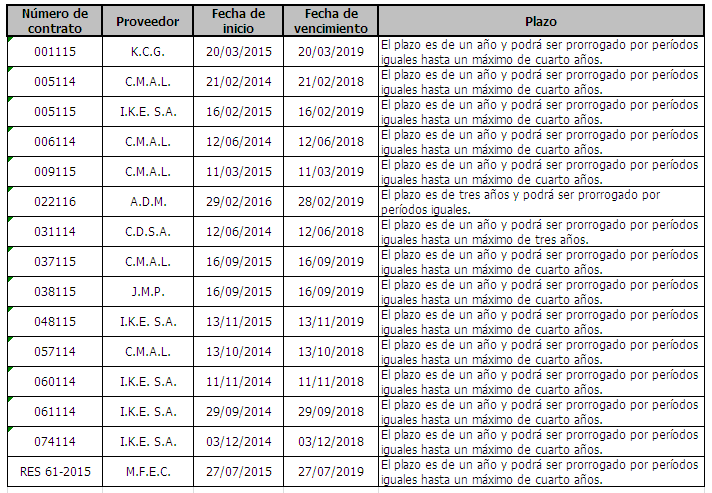 Número de contrato Proveedor Fecha de inicio Fecha de vencimiento Plazo
001115 K.C.G. 20/03/2015 20/03/2019 El plazo es de un año y podrá ser prorrogado por períodos
iguales hasta un máximo de cuarto años.
005114 C.M.A.L. 21/02/2014 21/02/2018 El plazo es de un año y podrá ser prorrogado por períodos
iguales hasta un máximo de cuarto años.
005115 I.K.E. S.A. 16/02/2015 16/02/2019 El plazo es de un año y podrá ser prorrogado por períodos
iguales hasta un máximo de cuarto años.
006114 C.M.A.L. 12/06/2014 12/06/2018 El plazo es de un año y podrá ser prorrogado por períodos
iguales hasta un máximo de cuarto años.
009115 C.M.A.L. 11/03/2015 11/03/2019 El plazo es de un año y podrá ser prorrogado por períodos
iguales hasta un máximo de cuarto años.
022116 A.D.M. 29/02/2016 28/02/2019 El plazo es de tres años y podrá ser prorrogado por
períodos iguales.
031114 C.D.S.A. 12/06/2014 12/06/2018 El plazo es de un año y podrá ser prorrogado por períodos
iguales hasta un máximo de tres años.
037115 C.M.A.L. 16/09/2015 16/09/2019 El plazo es de un año y podrá ser prorrogado por períodos
iguales hasta un máximo de cuarto años.
038115 J.M.P. 16/09/2015 16/09/2019 El plazo es de un año y podrá ser prorrogado por períodos
iguales hasta un máximo de cuarto años.
048115 I.K.E. S.A. 13/11/2015 13/11/2019 El plazo es de un año y podrá ser prorrogado por períodos
iguales hasta un máximo de cuarto años.
057114 C.M.A.L. 13/10/2014 13/10/2018 El plazo es de un año y podrá ser prorrogado por períodos
iguales hasta un máximo de cuarto años.
060114 I.K.E. S.A. 11/11/2014 11/11/2018 El plazo es de un año y podrá ser prorrogado por períodos
iguales hasta un máximo de cuarto años.
061114 I.K.E. S.A. 29/09/2014 29/09/2018 El plazo es de un año y podrá ser prorrogado por períodos
iguales hasta un máximo de cuarto años.
074114 I.K.E. S.A. 03/12/2014 03/12/2018 El plazo es de un año y podrá ser prorrogado por períodos
iguales hasta un máximo de cuarto años.
RES 61-2015 M.F.E.C. 27/07/2015 27/07/2019 El plazo es de un año y podrá ser prorrogado por períodos
iguales hasta un máximo de cuarto años.